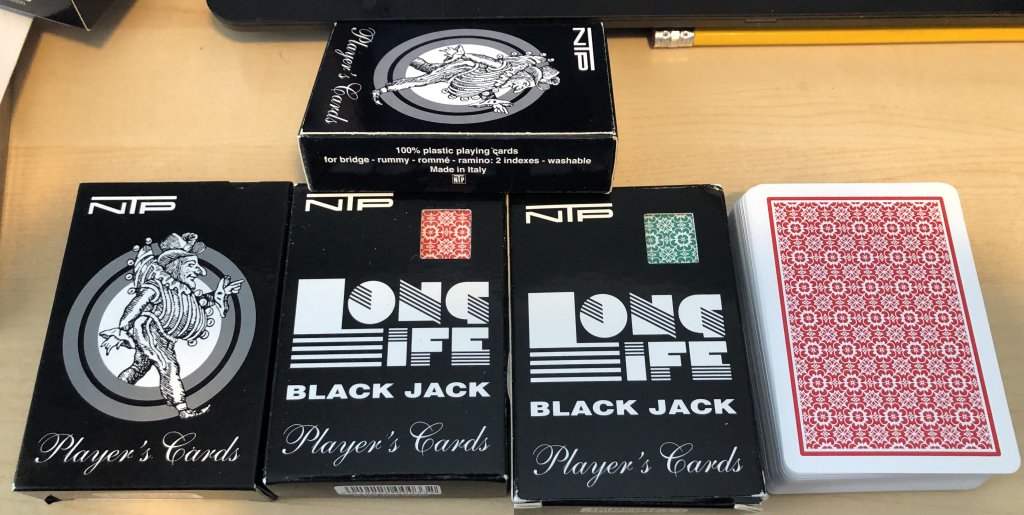 NTP
Player's Cards
100% plastic playing cards
for bridge - rummy - rommé - ramino: 2 indexes - washable
Made in Italy
NTP
NTP
Player's Cards
NTP
LONG
LIFE
BLACK JACK
Player's Cards
NTP
LONG
LIFE
BLACK JACK
Player's Cards